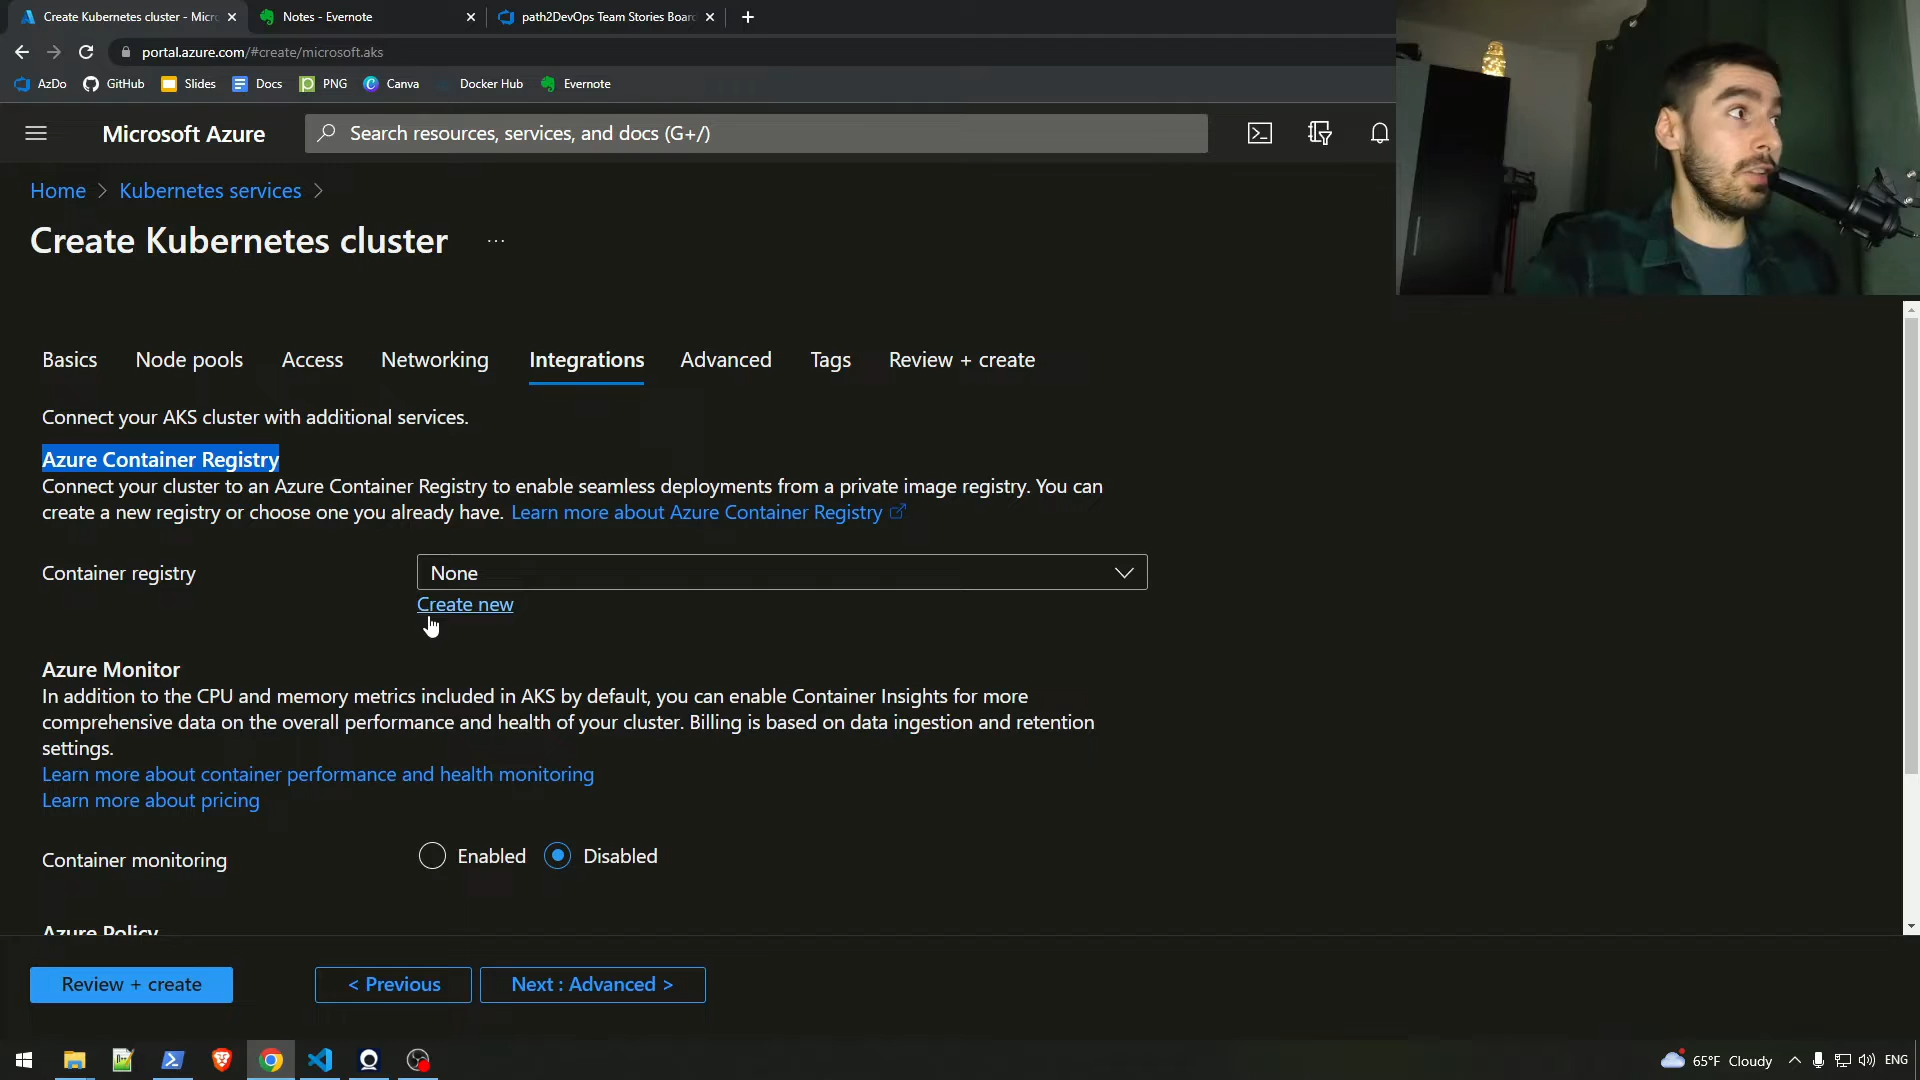 Create Kubernetes cluster - Micr
Notes - Evernote
path2DevOps Team Stories Boar
portal.azure.com/#create/microsoft.aks
AzDo
GitHub
Slides
Docs
PNG
Canva
Docker Hub
Evernote
Microsoft Azure
Search resources, services, and docs (G+/)
Home > Kubernetes services >
Create Kubernetes cluster ...
Basics
Node pools
Access
Networking
Integrations
Advanced
Tags
Review + create
Connect your AKS cluster with additional services.
Azure Container Registry
Connect your cluster to an Azure Container Registry to enable seamless deployments from a private image registry. You can
create a new registry or choose one you already have. Learn more about Azure Container Registry
Container registry
None
Create new
Azure Monitor
In addition to the CPU and memory metrics included in AKS by default, you can enable Container Insights for more
comprehensive data on the overall performance and health of your cluster. Billing is based on data ingestion and retention
settings.
Learn more about container performance and health monitoring
Learn more about pricing
Container monitoring
Enabled
Disabled
Azure Policy
Review + create
< Previous
Next : Advanced >
65°F Cloudy
ENG